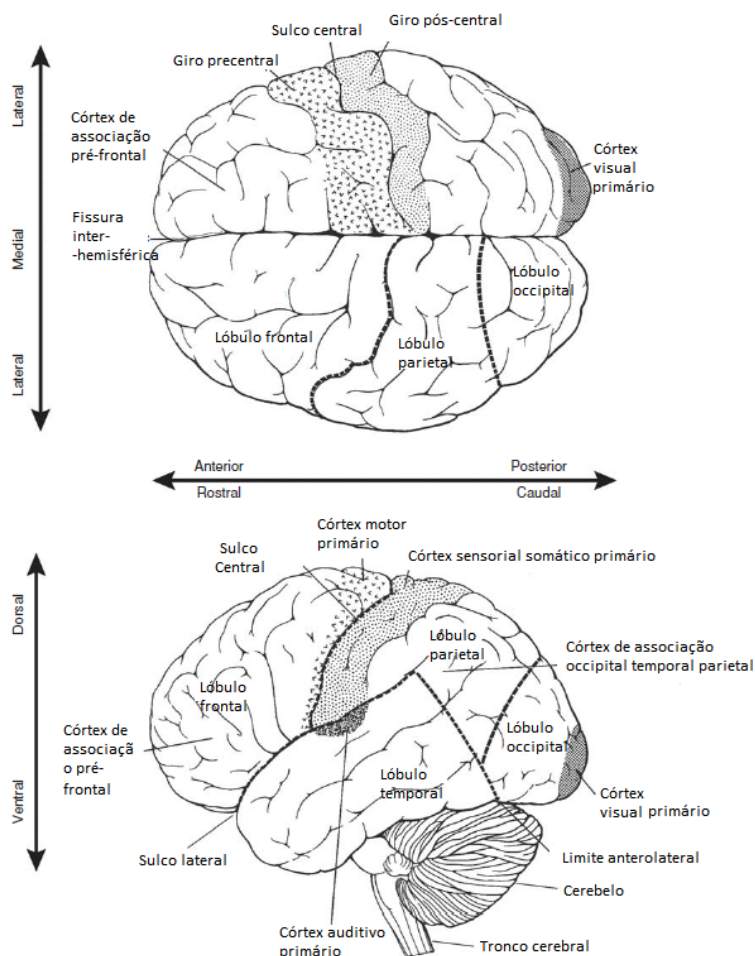 Giro pós-central
Sulco central
Giro precentral
Lateral
Córtex de
associação
pré-frontal
Córtex
visual
primário
Medial
Fissura
inter-
-hemisférica
Lóbulo
occipital
Lóbulo frontal
Lóbulo
parietal
Lateral
Anterior
Posterior
Rostral
Caudal
Córtex motor
primário
Sulco
Central
Córtex sensorial somático primário
Dorsal
Lóbulo
parietal
Córtex de associação
occipital temporal parietal
Lóbulo
frontal
Lóbulo
occipital
Córtex de
associaçã
o pré-
frontal
Lóbulo
temporal
Ventral
Córtex
visual primário
Sulco lateral
Limite anterolateral
Cerebelo
Córtex auditivo
primário
Tronco cerebral